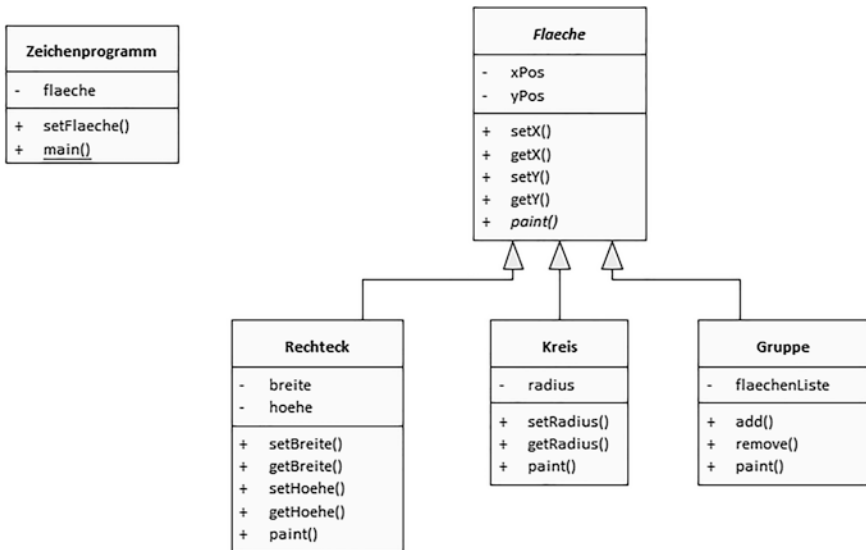 Zeichenprogramm
- flaeche
+ setFlaeche()
+ main()
Flaeche
- xPos
- yPos
+ setX()
+ getX()
+ setY()
+ getY()
+ paint()
Rechteck
- breite
- hoehe
+ setBreite()
+ getBreite()
+ setHoehe()
+ getHoehe()
+ paint()
Kreis
- radius
+ setRadius()
+ getRadius()
+ paint()
Gruppe
- flaechenListe
+ add()
+ remove()
+ paint()